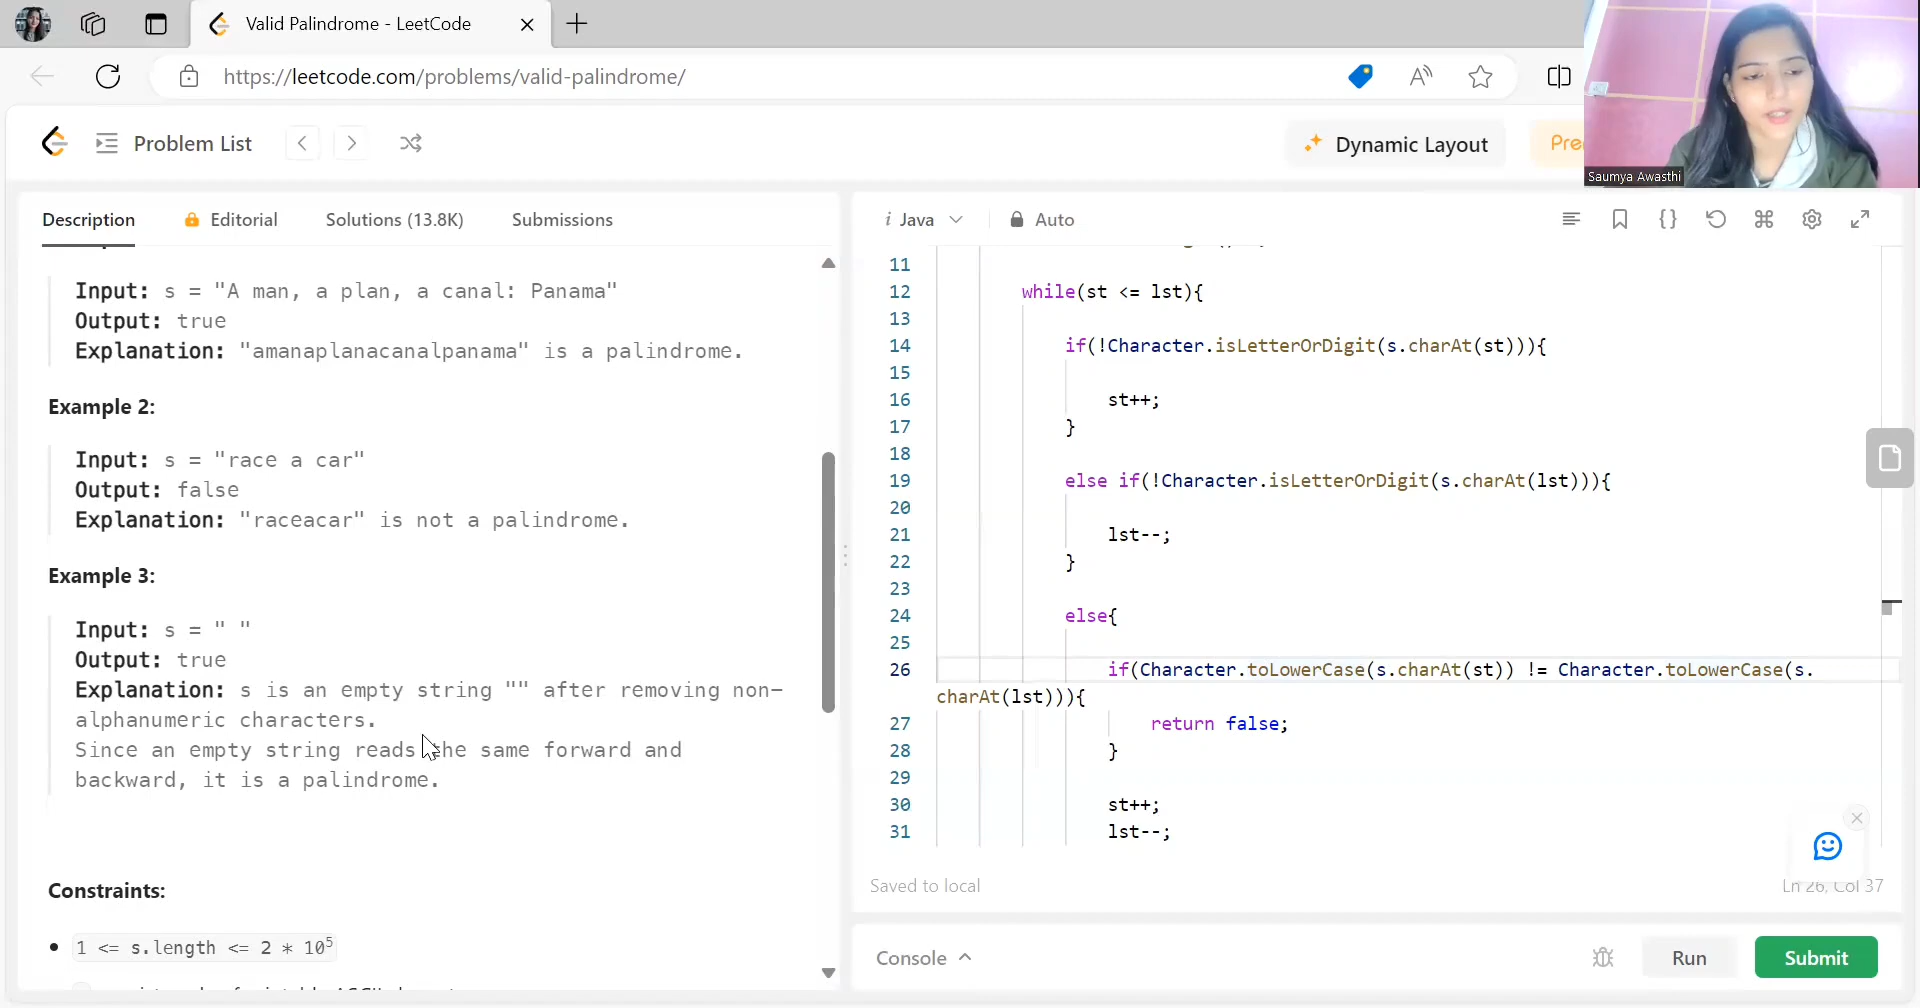 Valid Palindrome - LeetCode
https://leetcode.com/problems/valid-palindrome/
Problem List
Dynamic Layout
Pre
Saumya Awasthi
Description
Editorial
Solutions (13.8K)
Submissions
Input: s = "A man, a plan, a canal: Panama"
Output: true
Explanation: "amanaplanacanalpanama" is a palindrome.
Example 2:
Input: s = "race a car"
Output: false
Explanation: "raceacar" is not a palindrome.
Example 3:
Input: s = " "
Output: true
Explanation: s is an empty string "" after removing non-
alphanumeric characters.
Since an empty string reads the same forward and
backward, it is a palindrome.
Constraints:
1 <= s.length <= 2 * 10⁵
i Java
Auto
11
12 while(st <= lst){
13
14 if(!Character.isLetterOrDigit(s.charAt(st))){
15
16 st++;
17 }
18
19 else if(!Character.isLetterOrDigit(s.charAt(lst))){
20
21 lst--;
22 }
23
24 else{
25
26 if(Character.toLowerCase(s.charAt(st)) != Character.toLowerCase(s.
charAt(lst))){
27 return false;
28 }
29
30 st++;
31 lst--;
Saved to local
Ln 26, Col 37
Console
Run
Submit